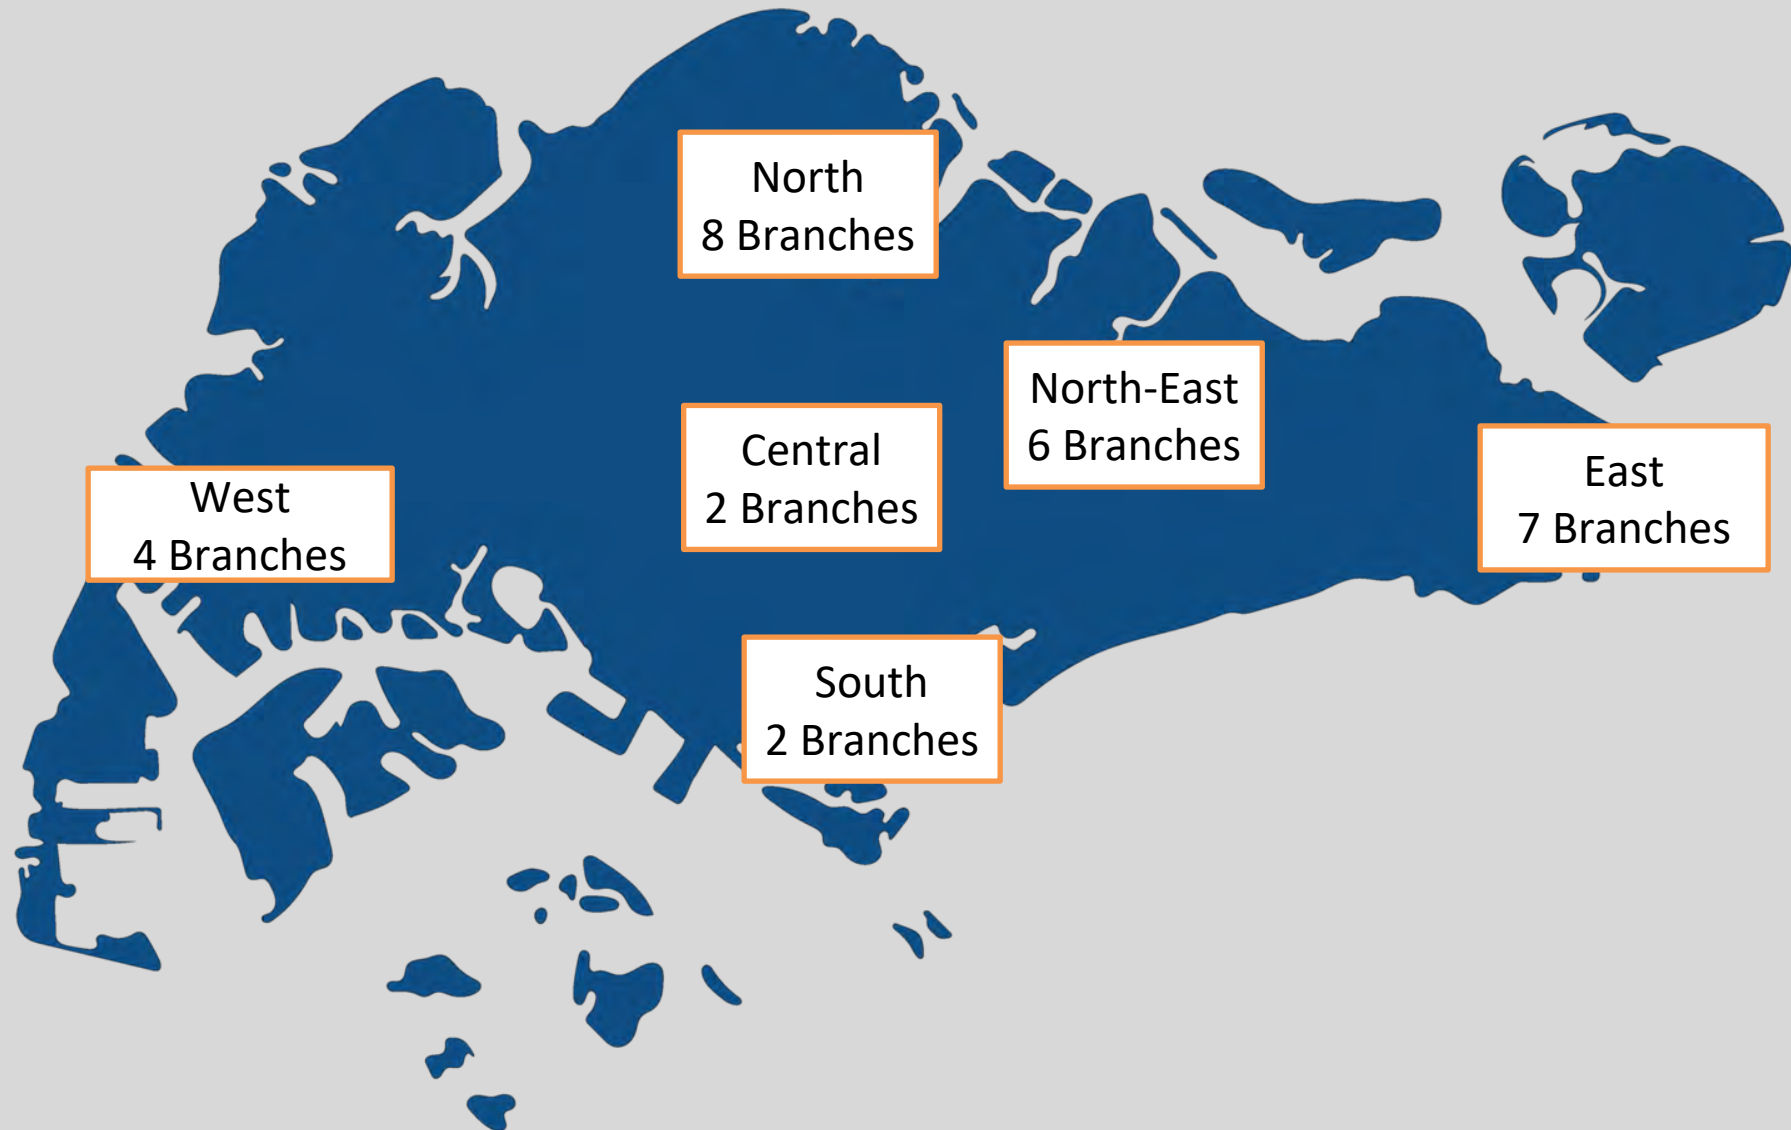 North
8 Branches
North-East
6 Branches
Central
2 Branches
East
7 Branches
West
4 Branches
South
2 Branches